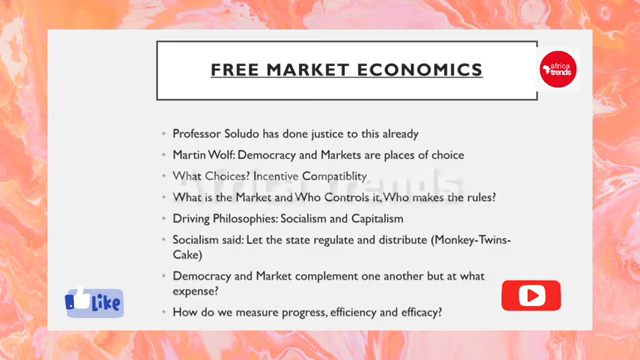 FREE MARKET ECONOMICS
africa
trends
Professor Soludo has done justice to this already
Martin Wolf: Democracy and Markets are places of choice
What Choices? Incentive Compatiblity
Africa Trends
What is the Market and Who Controls it, Who makes the rules?
Driving Philosophies: Socialism and Capitalism
Socialism said: Let the state regulate and distribute (Monkey-Twins-
Cake)
Democracy and Market complement one another but at what
expense?
How do we measure progress, efficiency and efficacy?
Like